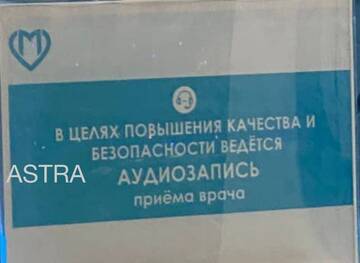 В ЦЕЛЯХ ПОВЫШЕНИЯ КАЧЕСТВА И
БЕЗОПАСНОСТИ ВЕДЁТСЯ
АУДИОЗАПИСЬ
приёма врача
ASTRA